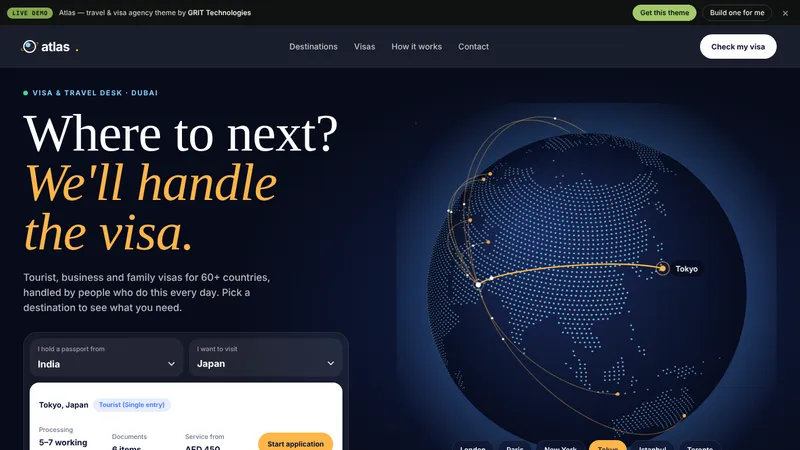 LIVE DEMO Atlas — travel & visa agency theme by GRIT Technologies Get this theme Build one for me ×
atlas Destinations Visas How it works Contact Check my visa
VISA & TRAVEL DESK · DUBAI
Where to next?
We'll handle
the visa.
Tourist, business and family visas for 60+ countries,
handled by people who do this every day. Pick a
destination to see what you need.
Tokyo
I hold a passport from
India
I want to visit
Japan
Tokyo, Japan Tourist (Single entry)
Processing
5–7 working
Documents
6 items
Service from
AED 450
Start application
London Paris New York Tokyo Istanbul Toronto